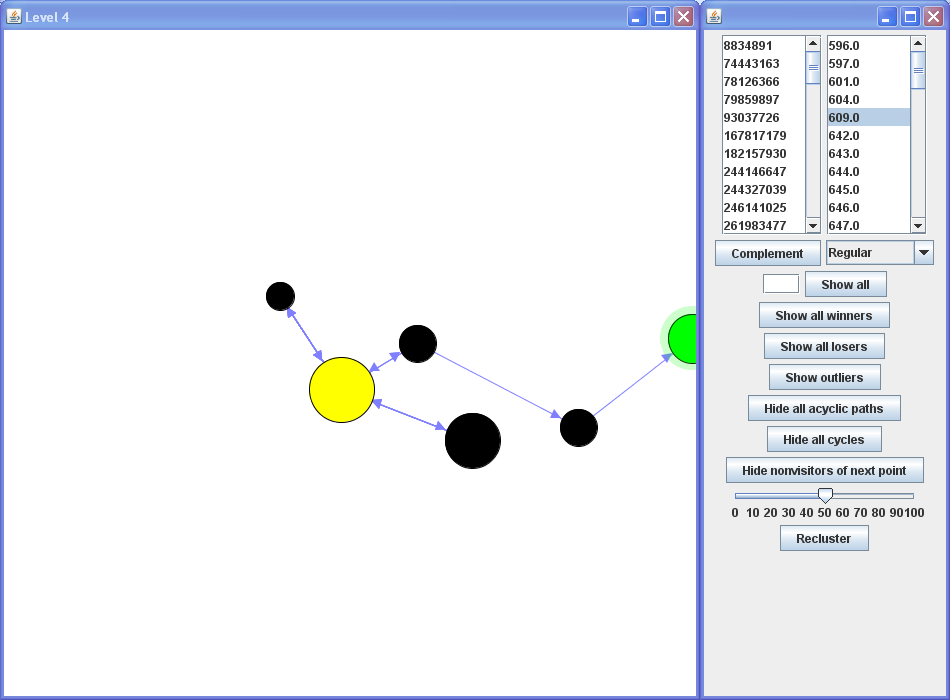 Level 4
8834891
74443163
78126366
79859897
93037726
167817179
182157930
244146647
244327039
246141025
261983477
596.0
597.0
601.0
604.0
609.0
642.0
643.0
644.0
645.0
646.0
647.0
Complement
Regular
Show all
Show all winners
Show all losers
Show outliers
Hide all acyclic paths
Hide all cycles
Hide nonvisitors of next point
0 10 20 30 40 50 60 70 80 90100
Recluster